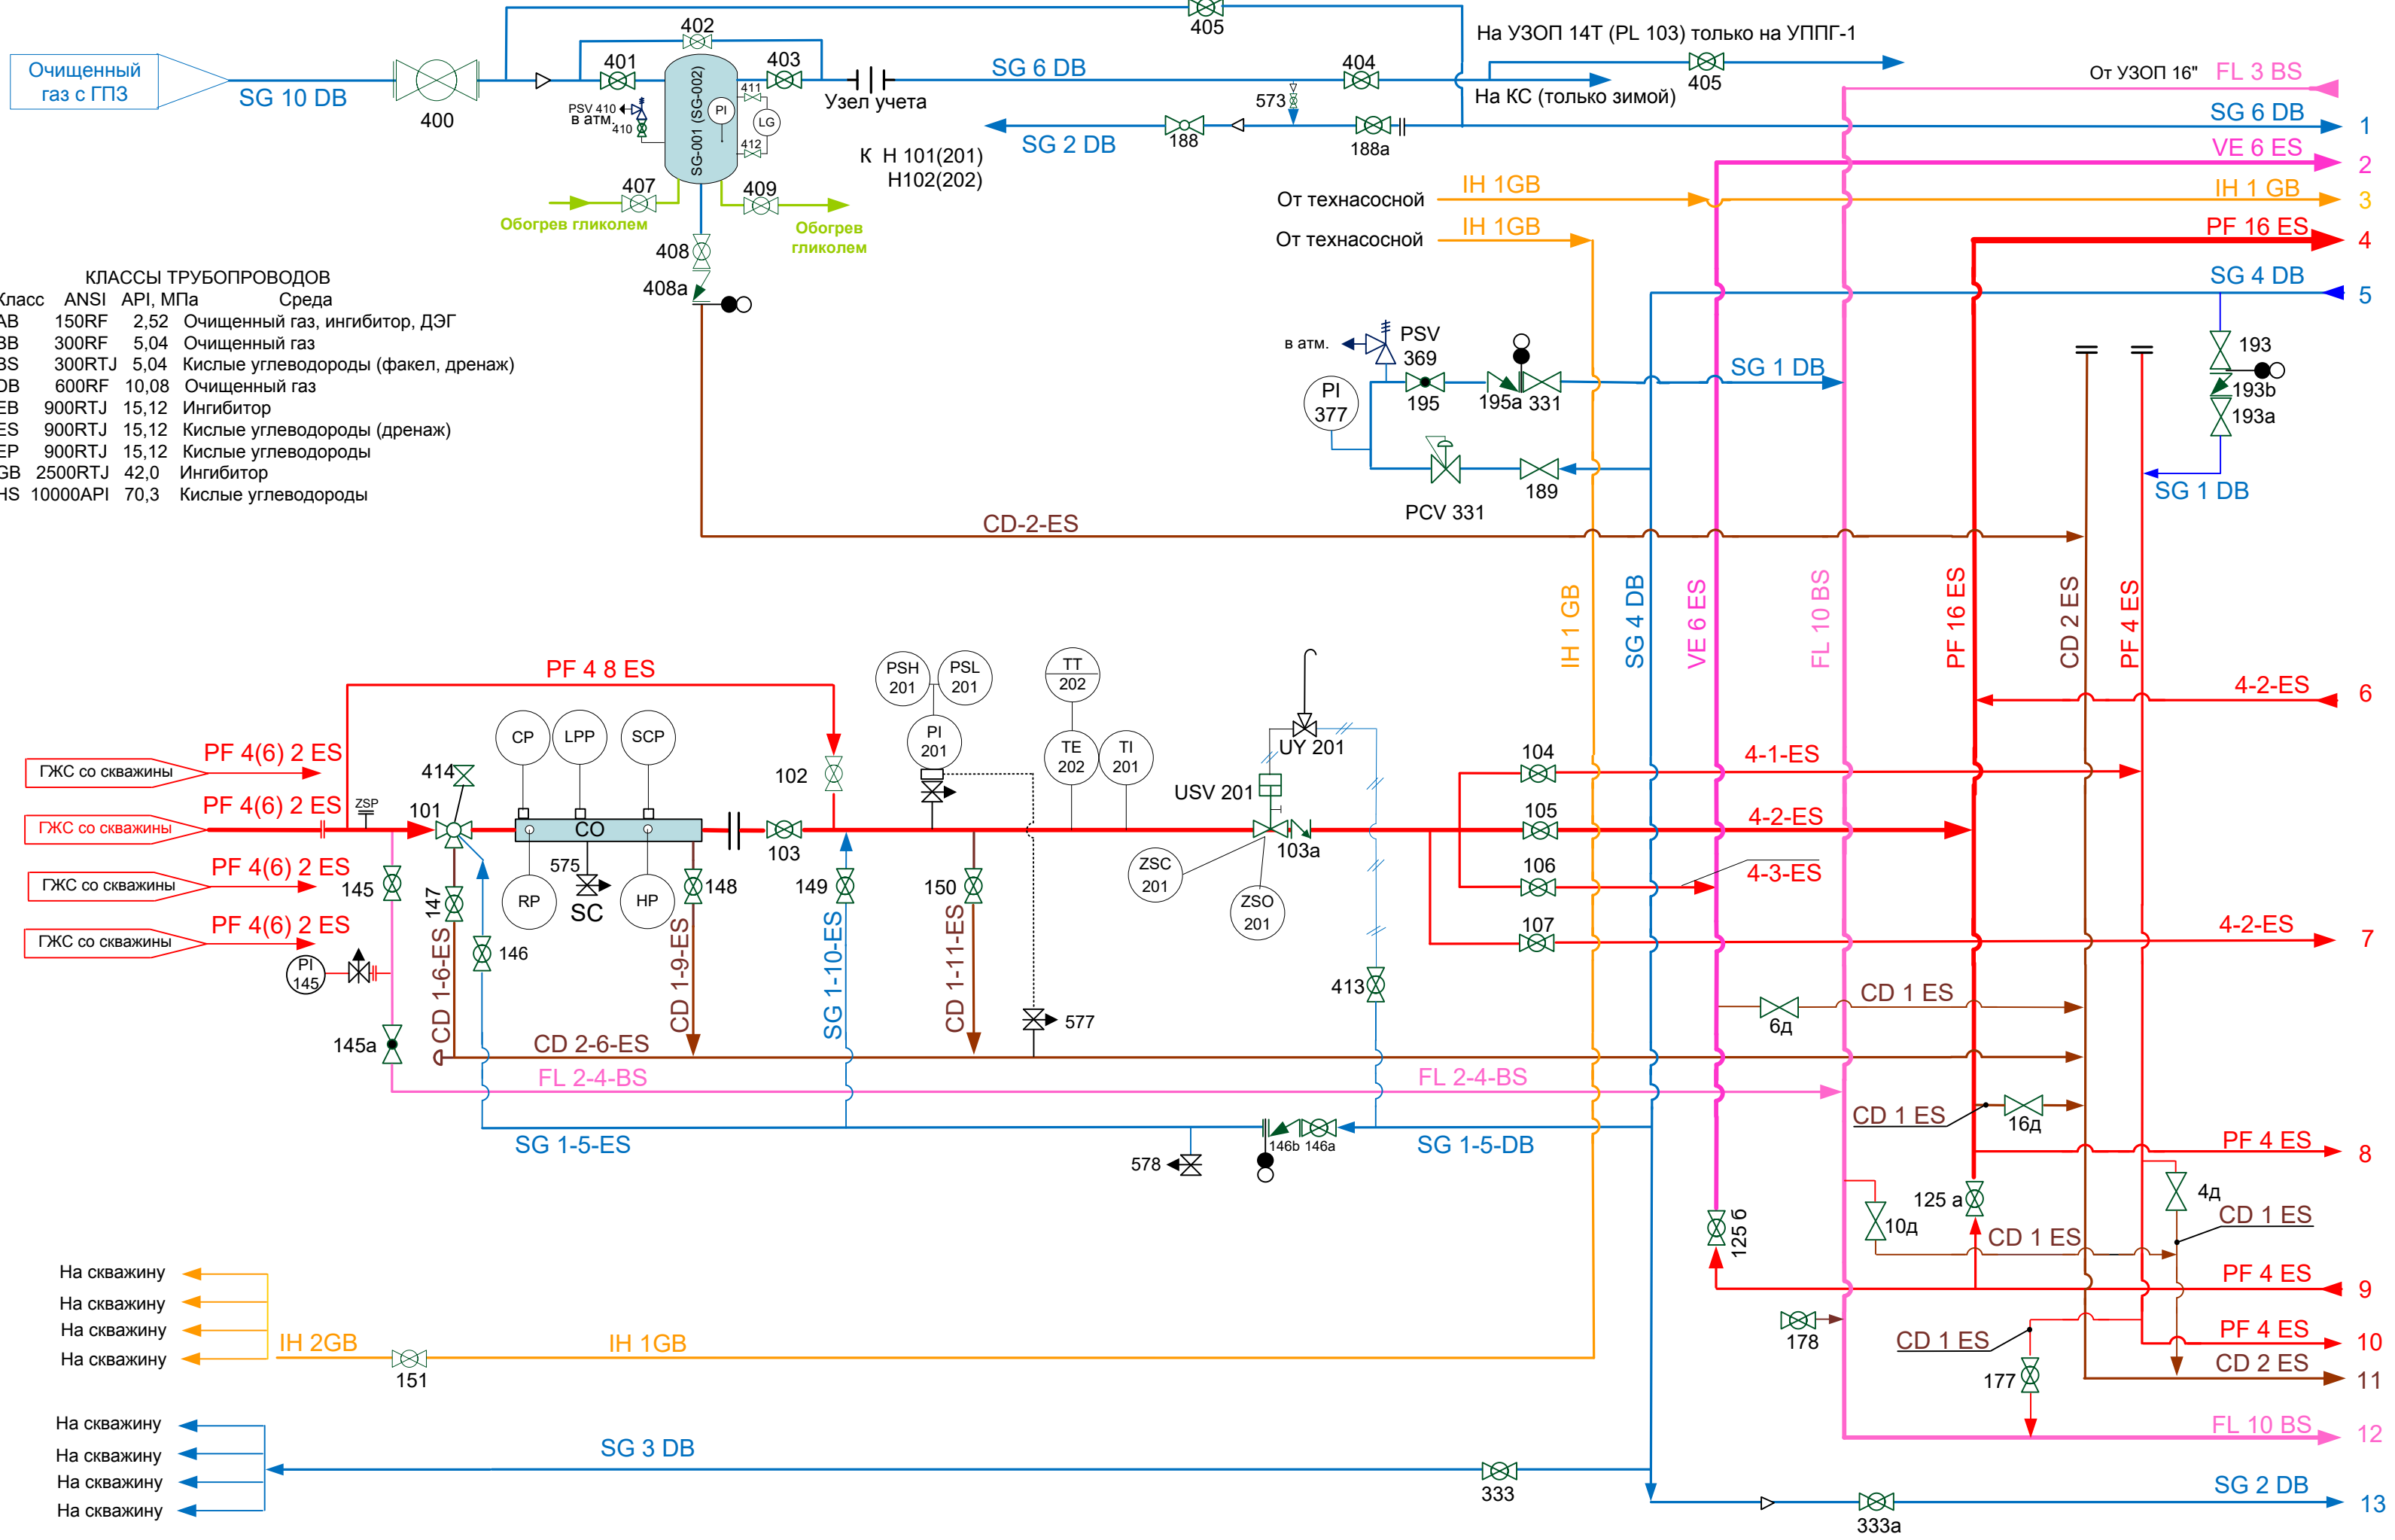 405
402
На УЗОП 14Т (PL 103) только на УППГ-1
Очищенный
газ с ГПЗ
SG 10 DB
400
401
403
SG-001 (SG-002)
PSV 410
в атм.
410
PI
411
LG
412
Узел учета
SG 6 DB
404
405
На КС (только зимой)
573
От УЗОП 16"
FL 3 BS
SG 6 DB
1
SG 2 DB
188
188а
К Н 101(201)
Н102(202)
VE 6 ES
2
407
409
Обогрев гликолем
Обогрев
гликолем
От технасосной
IH 1GB
IH 1 GB
3
От технасосной
IH 1GB
PF 16 ES
4
408
408а
SG 4 DB
5
КЛАССЫ ТРУБОПРОВОДОВ
Класс ANSI API, МПа Среда
АВ 150RF 2,52 Очищенный газ, ингибитор, ДЭГ
ВВ 300RF 5,04 Очищенный газ
BS 300RTJ 5,04 Кислые углеводороды (факел, дренаж)
DB 600RF 10,08 Очищенный газ
EB 900RTJ 15,12 Ингибитор
ES 900RTJ 15,12 Кислые углеводороды (дренаж)
EP 900RTJ 15,12 Кислые углеводороды
GB 2500RTJ 42,0 Ингибитор
HS 10000API 70,3 Кислые углеводороды
в атм.
PSV
369
PI
377
195
195а
331
SG 1 DB
189
PCV 331
193
193b
193а
SG 1 DB
CD-2-ES
IH 1 GB
SG 4 DB
VE 6 ES
FL 10 BS
PF 16 ES
CD 2 ES
PF 4 ES
PF 4 8 ES
4-2-ES
6
ГЖС со скважины
PF 4(6) 2 ES
ГЖС со скважины
PF 4(6) 2 ES
ГЖС со скважины
PF 4(6) 2 ES
ГЖС со скважины
PF 4(6) 2 ES
ZSP
414
101
CP
LPP
SCP
CO
RP
HP
575
SC
102
103
PSH
201
PSL
201
PI
201
TT
202
TE
202
TI
201
UY 201
USV 201
103а
ZSC
201
ZSO
201
104
4-1-ES
105
4-2-ES
106
4-3-ES
107
4-2-ES
7
145
147
146
148
149
150
PI
145
145а
CD 1-6-ES
CD 1-9-ES
SG 1-10-ES
CD 1-11-ES
577
413
CD 2-6-ES
FL 2-4-BS
FL 2-4-BS
6д
CD 1 ES
CD 1 ES
16д
SG 1-5-ES
578
146b
146а
SG 1-5-DB
PF 4 ES
8
125 б
125 а
10д
4д
CD 1 ES
CD 1 ES
PF 4 ES
9
178
CD 1 ES
177
PF 4 ES
10
CD 2 ES
11
FL 10 BS
12
На скважину
На скважину
На скважину
На скважину
IH 2GB
151
IH 1GB
На скважину
На скважину
На скважину
На скважину
SG 3 DB
333
333а
SG 2 DB
13